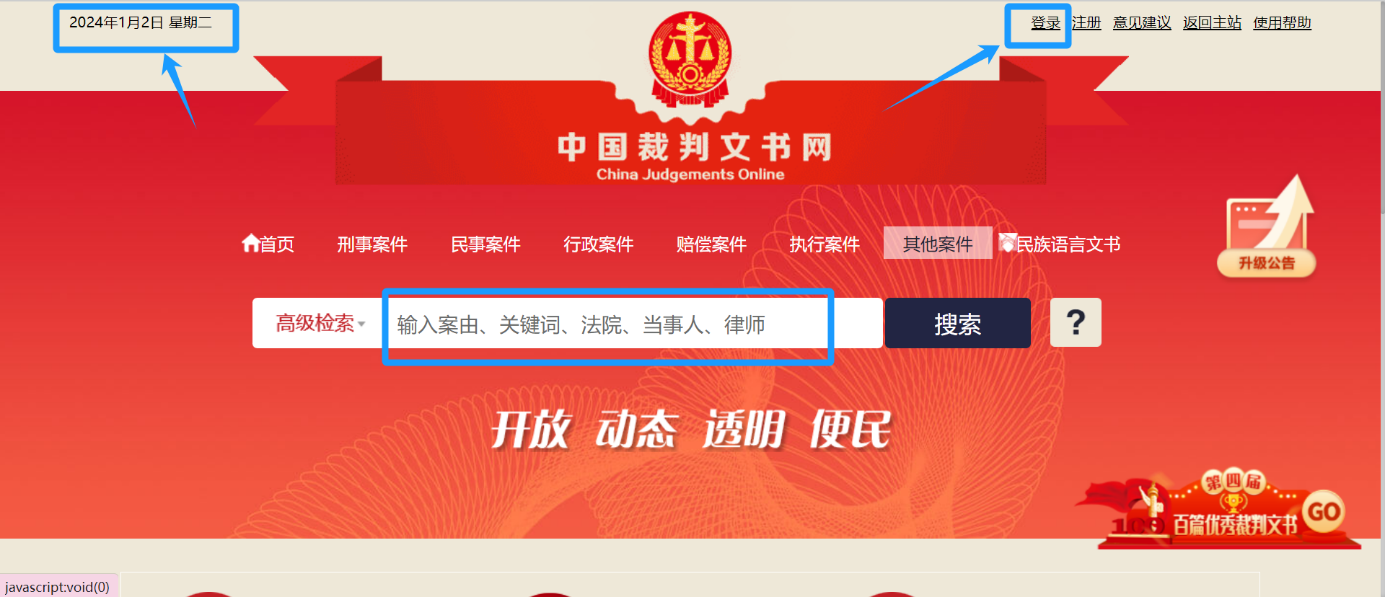 2024年1月2日 星期二
登录 注册 意见建议 返回主站 使用帮助
中国裁判文书网
China Judgements Online
首页 刑事案件 民事案件 行政案件 赔偿案件 执行案件 其他案件 民族语言文书
升级公告
高级检索 输入案由、关键词、法院、当事人、律师 搜索 ?
开放 动态 透明 便民
第四届
100 百篇优秀裁判文书 GO
javascript:void(0)